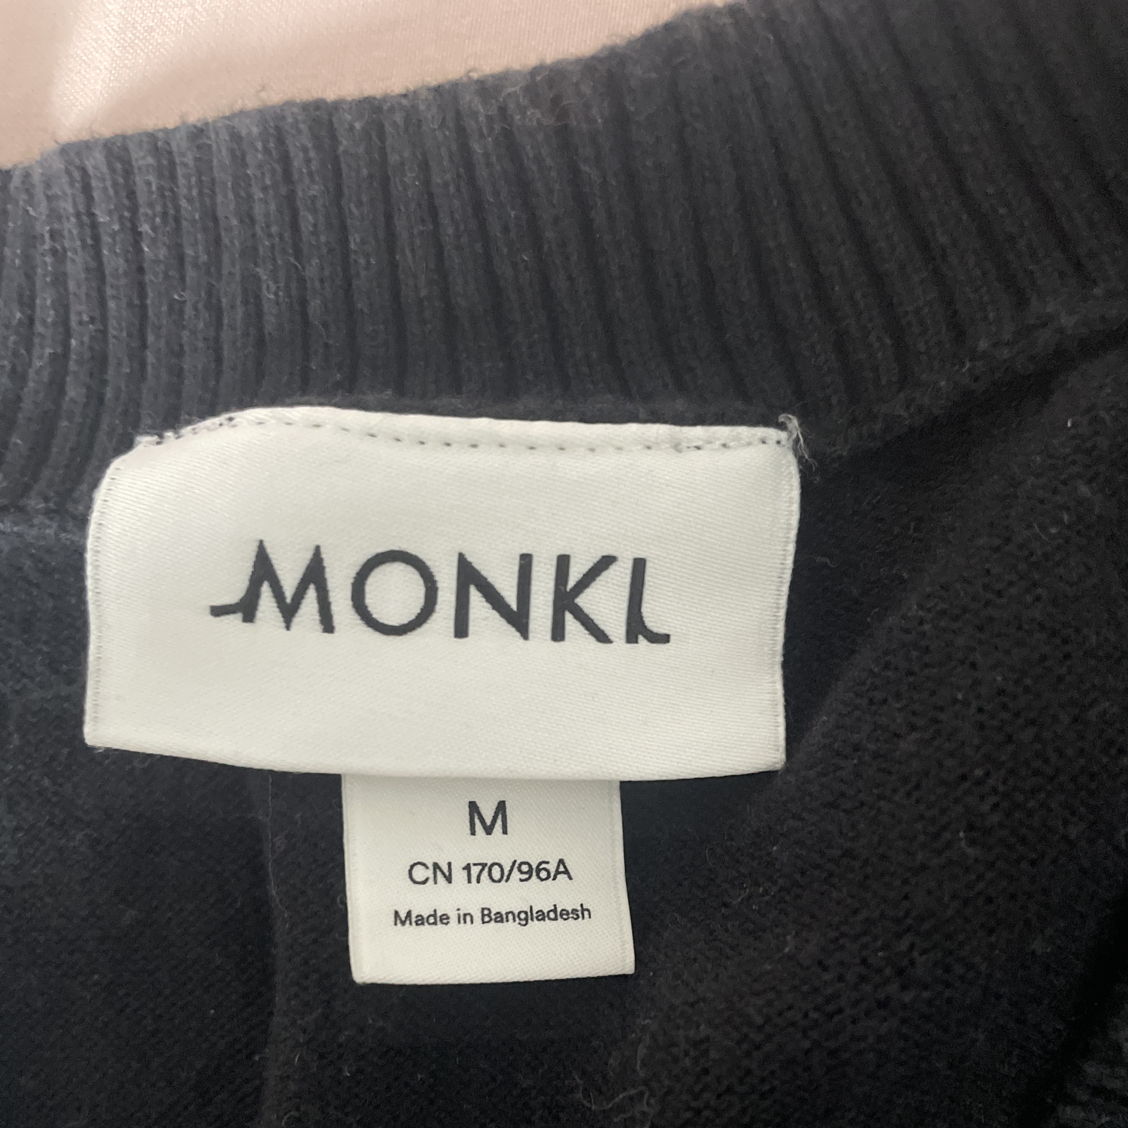 MONKI
M
CN 170/96A
Made in Bangladesh